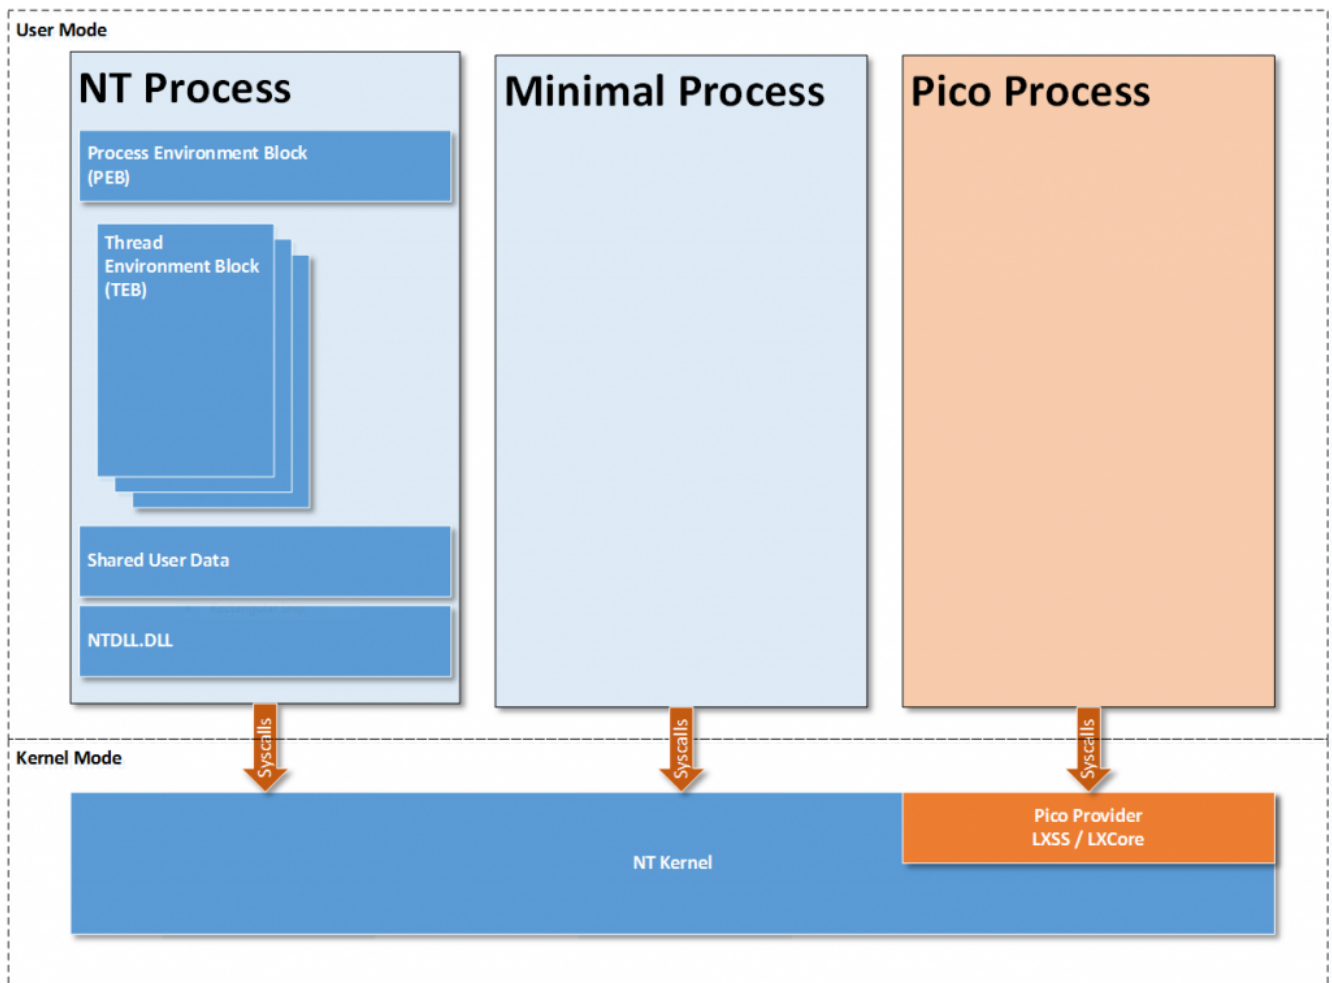 User Mode
NT Process
Process Environment Block
(PEB)
Thread
Environment Block
(TEB)
Shared User Data
NTDLL.DLL
Minimal Process
Pico Process
Syscalls
Syscalls
Syscalls
Kernel Mode
Pico Provider
LXSS / LXCore
NT Kernel